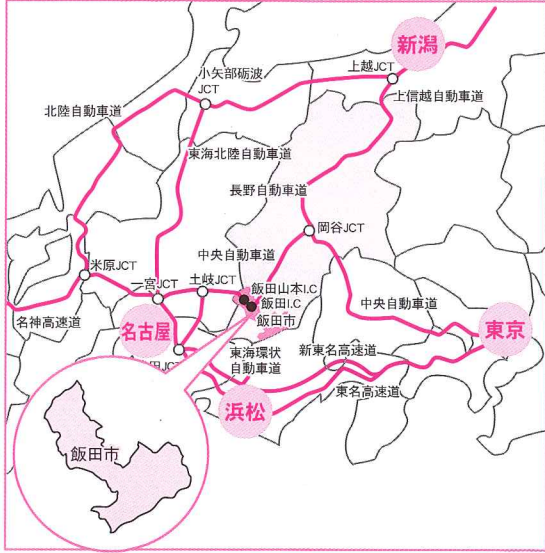 新潟
上越JCT
小矢部砺波
JCT
上信越自動車道
北陸自動車道
東海北陸自動車道
長野自動車道
岡谷JCT
中央自動車道
米原JCT
一宮JCT
土岐JCT
飯田山本I.C
飯田I.C
飯田市
中央自動車道
名神高速道
名古屋
東京
新東名高速道
東海環状
自動車道
田JCT
東名高速道
浜松
飯田市